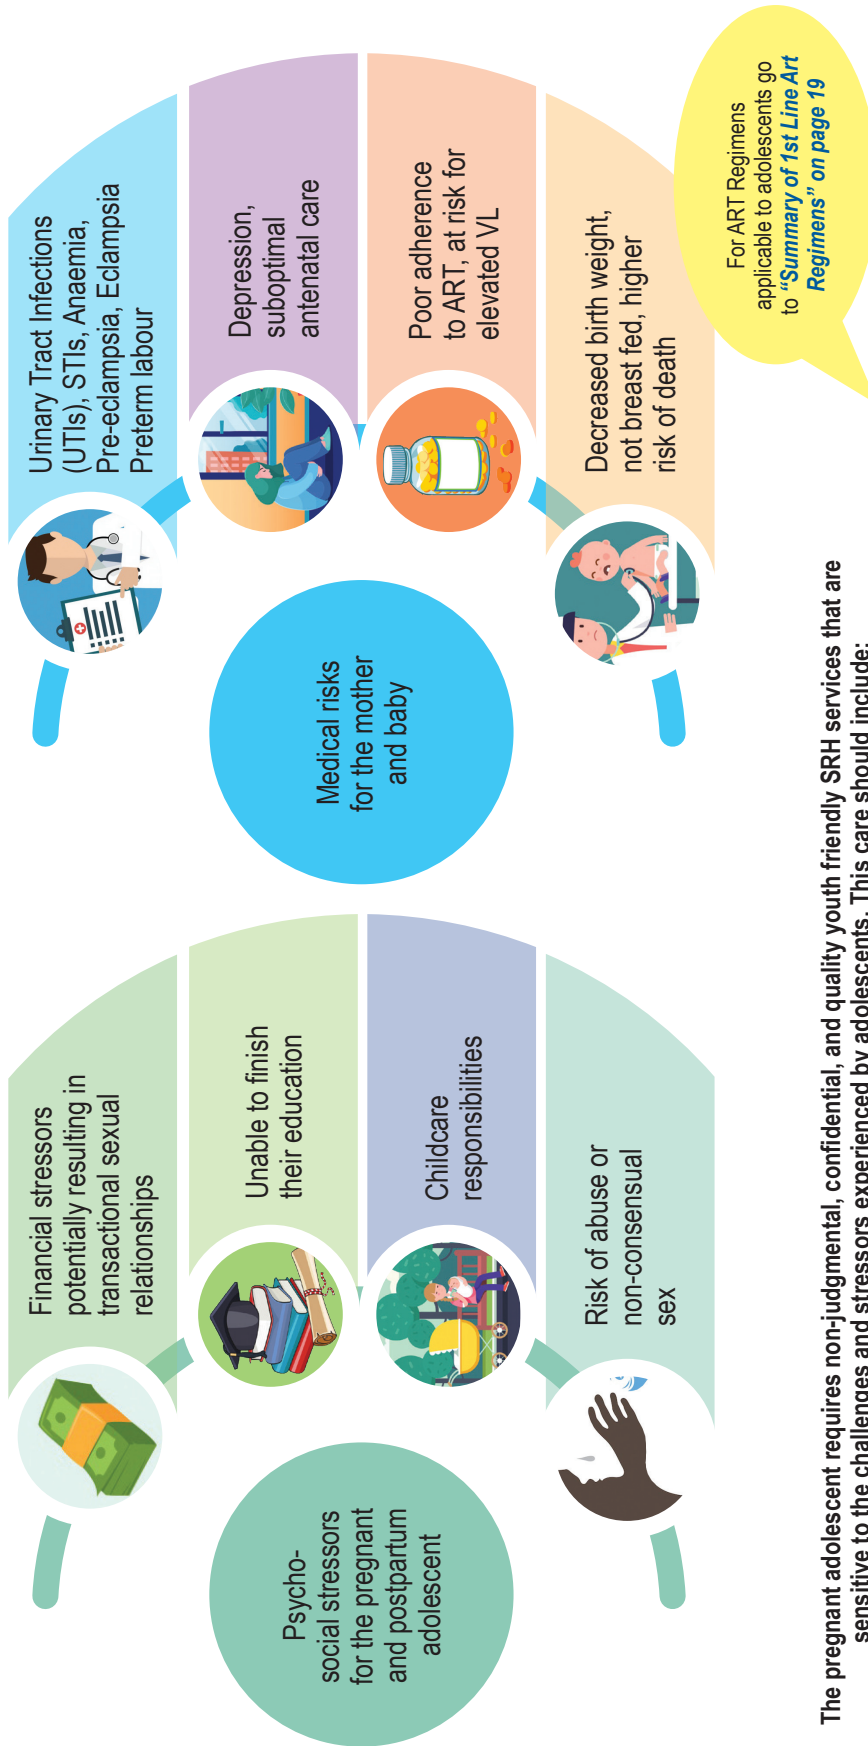 Psycho-
social stressors
for the pregnant
and postpartum
adolescent
Financial stressors
potentially resulting in
transactional sexual
relationships
Unable to finish
their education
Childcare
responsibilities
Risk of abuse or
non-consensual
sex
Medical risks
for the mother
and baby
Urinary Tract Infections
(UTIs), STIs, Anaemia,
Pre-eclampsia, Eclampsia
Preterm labour
Depression,
suboptimal
antenatal care
Poor adherence
to ART, at risk for
elevated VL
Decreased birth weight,
not breast fed, higher
risk of death
For ART Regimens
applicable to adolescents go
to "Summary of 1st Line Art
Regimens" on page 19
The pregnant adolescent requires non-judgmental, confidential, and quality youth friendly SRH services that are
sensitive to the challenges and stressors experienced by adolescents. This care should include: